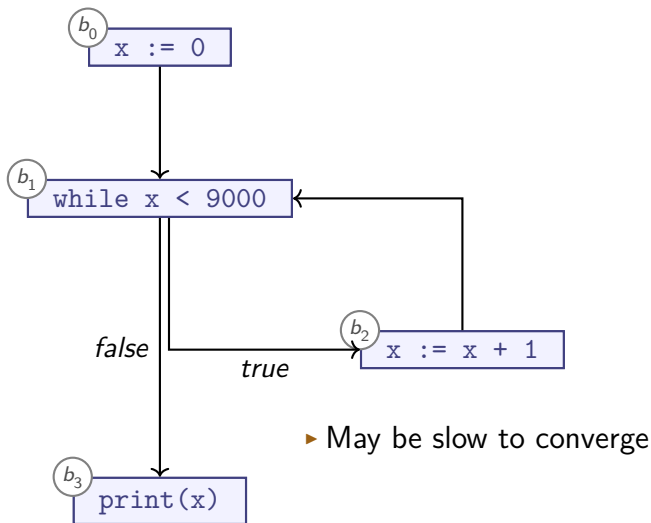 b0
x := 0
b1
while x < 9000
false
true
b2
x := x + 1
▸ May be slow to converge
b3
print(x)